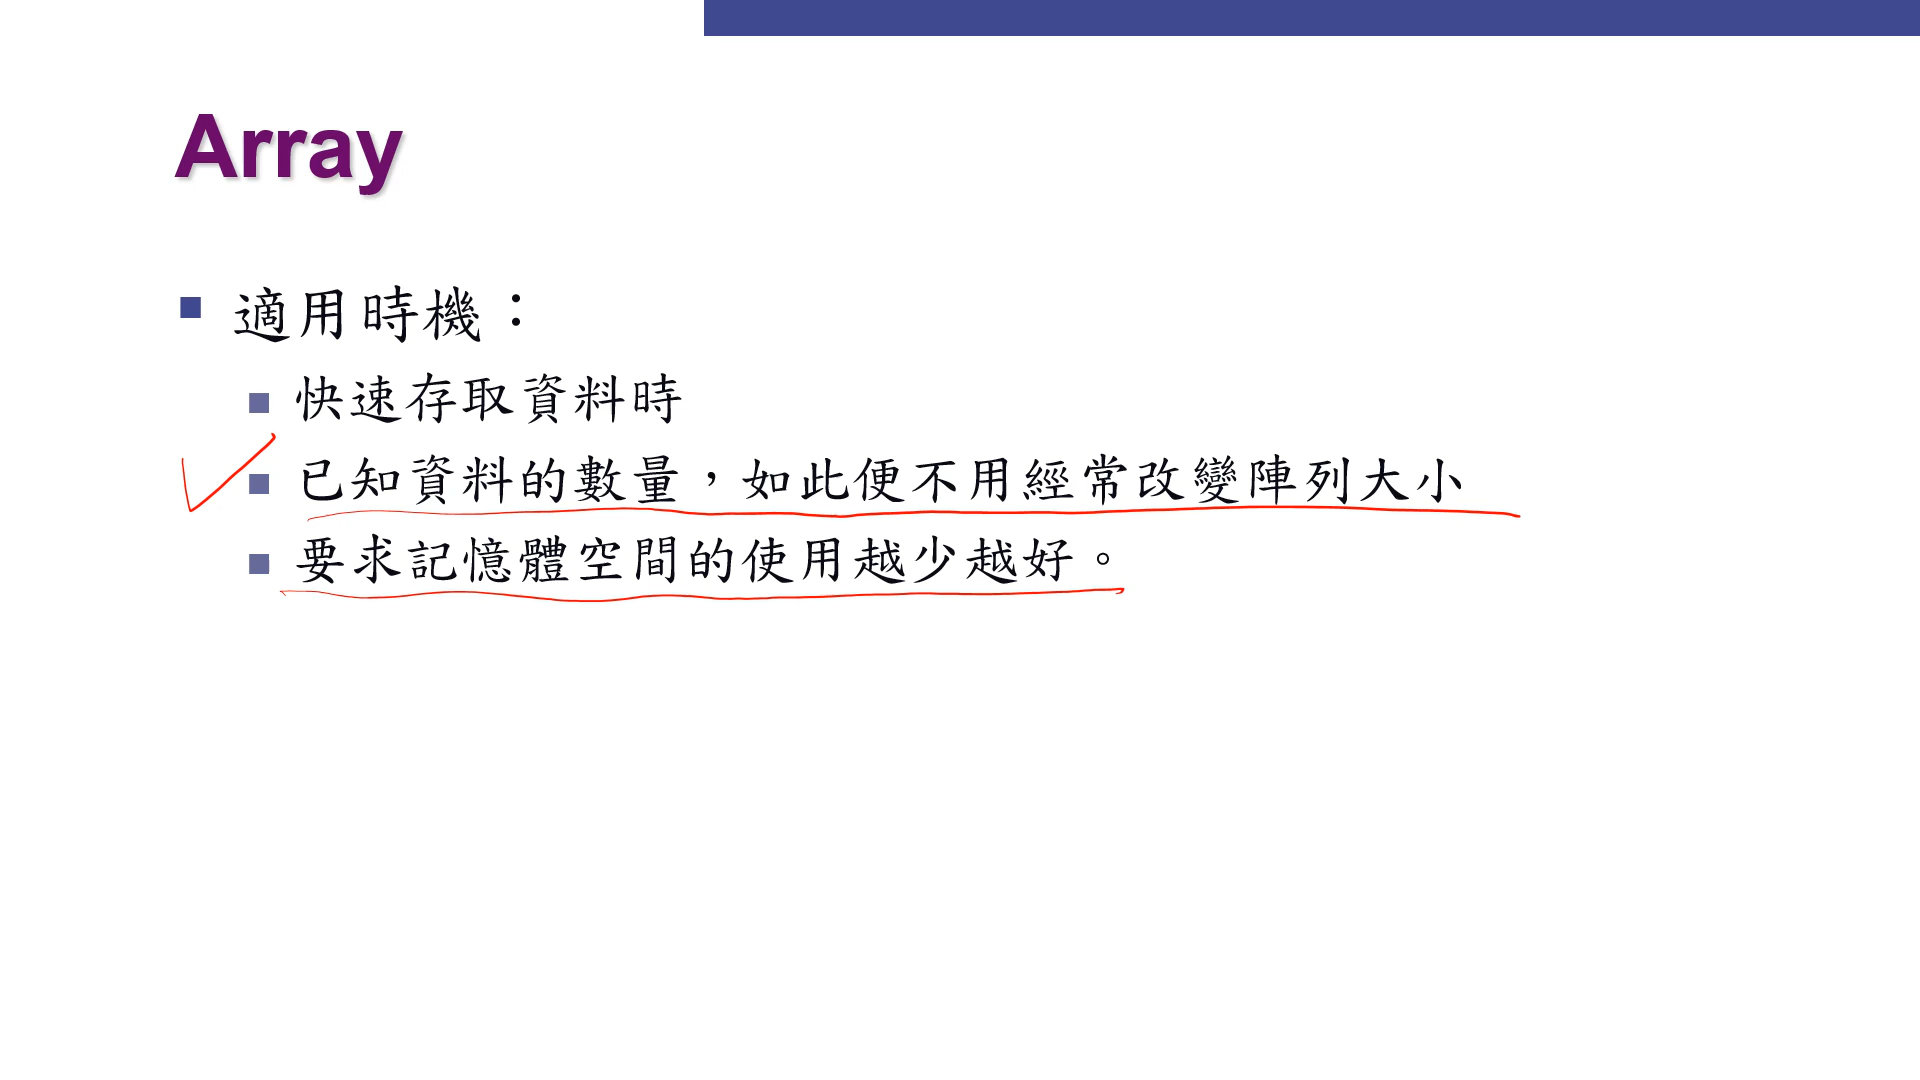 Array
適用時機：
快速存取資料時
已知資料的數量，如此便不用經常改變陣列大小
要求記憶體空間的使用越少越好。